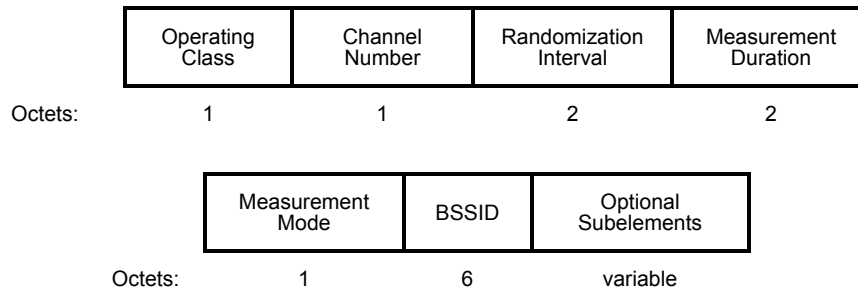 Operating Class Channel Number Randomization Interval Measurement Duration
Octets: 1 1 2 2
Measurement Mode BSSID Optional Subelements
Octets: 1 6 variable